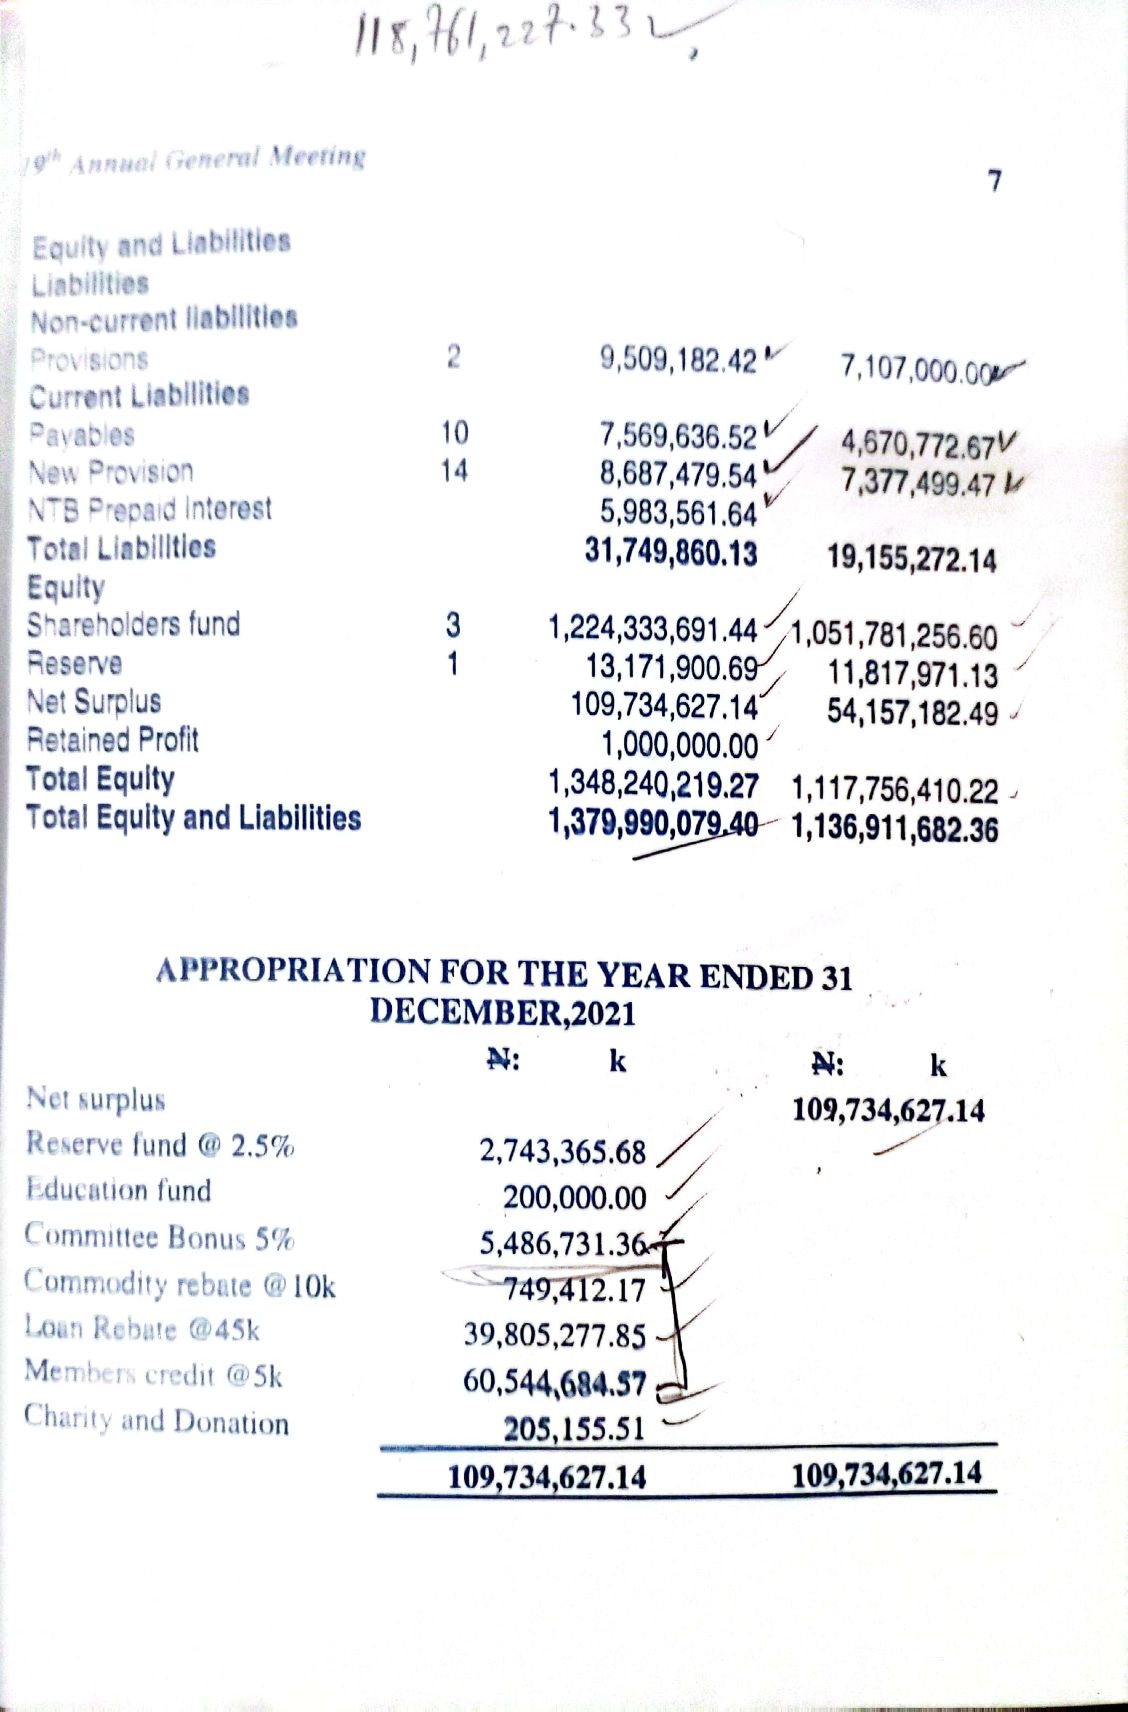 118,761,227.33
19th Annual General Meeting
7
Equity and Liabilities
Liabilities
Non-current liabilities
Provisions 2 9,509,182.42 7,107,000.00
Current Liabilities
Payables 10 7,569,636.52 4,670,772.67
New Provision 14 8,687,479.54 7,377,499.47
NTB Prepaid interest 5,983,561.64
Total Liabilities 31,749,860.13 19,155,272.14
Equity
Shareholders fund 3 1,224,333,691.44 1,051,781,256.60
Reserve 1 13,171,900.69 11,817,971.13
Net Surplus 109,734,627.14 54,157,182.49
Retained Profit 1,000,000.00
Total Equity 1,348,240,219.27 1,117,756,410.22
Total Equity and Liabilities 1,379,990,079.40 1,136,911,682.36
APPROPRIATION FOR THE YEAR ENDED 31
DECEMBER,2021
₦: k ₦: k
Net surplus 109,734,627.14
Reserve fund @ 2.5% 2,743,365.68
Education fund 200,000.00
Committee Bonus 5% 5,486,731.36
Commodity rebate @ 10k 749,412.17
Loan Rebate @45k 39,805,277.85
Members credit @5k 60,544,684.57
Charity and Donation 205,155.51
109,734,627.14 109,734,627.14